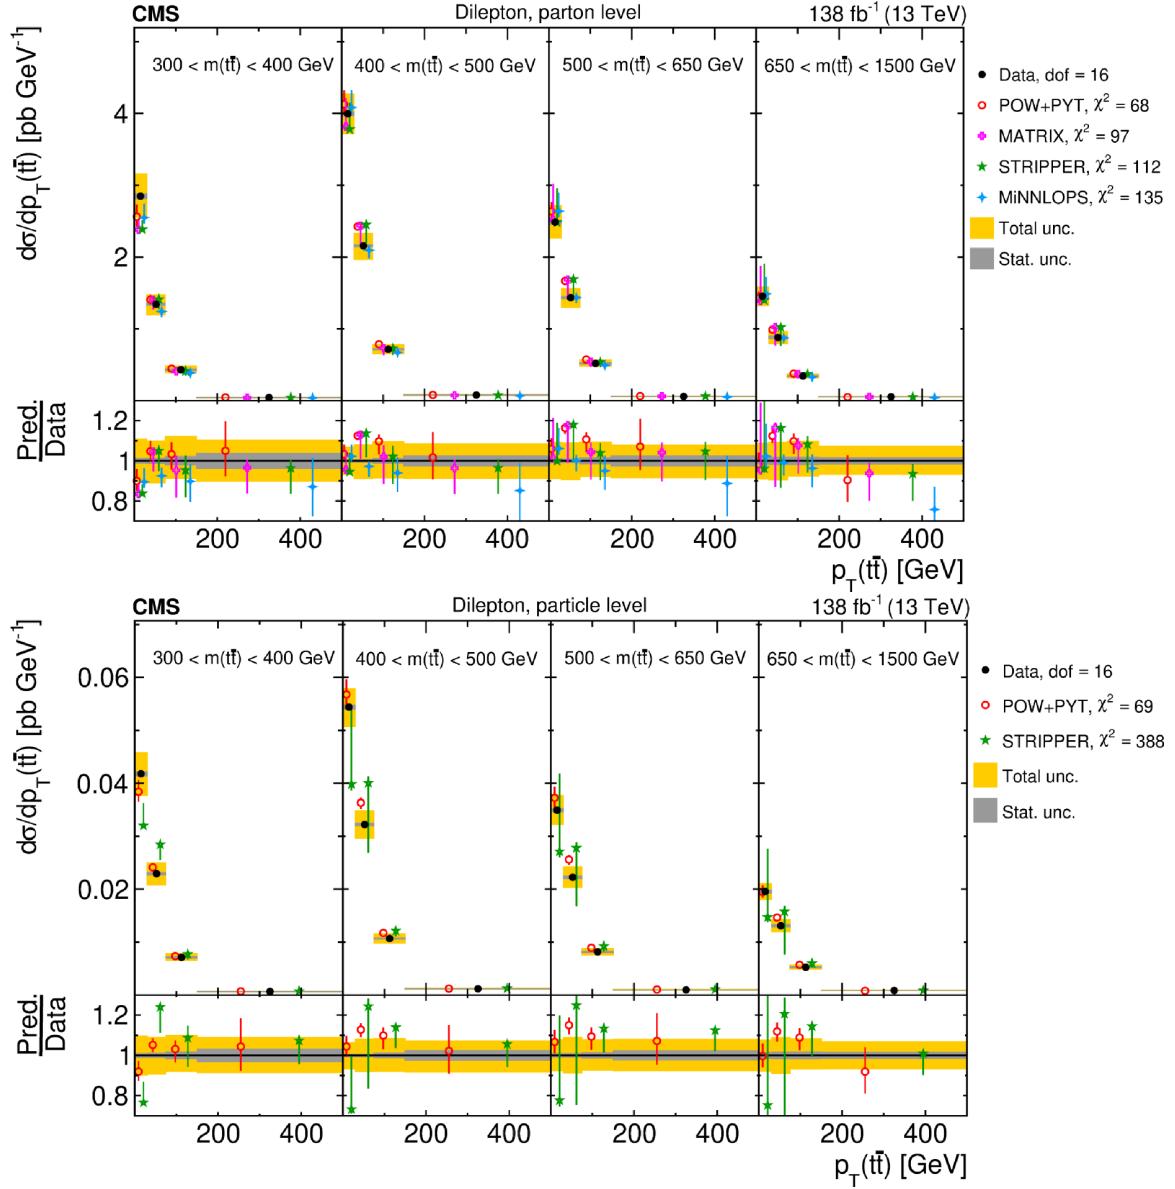 CMS Dilepton, parton level 138 fb⁻¹ (13 TeV)
dσ/dp_T(tt̄) [pb GeV⁻¹]
300 < m(tt̄) < 400 GeV 400 < m(tt̄) < 500 GeV 500 < m(tt̄) < 650 GeV 650 < m(tt̄) < 1500 GeV
4
2
Data, dof = 16
POW+PYT, χ² = 68
MATRIX, χ² = 97
STRIPPER, χ² = 112
MiNNLOPS, χ² = 135
Total unc.
Stat. unc.
Pred.
Data
1.2
1
0.8
200 400 200 400 200 400 200 400
p_T(tt̄) [GeV]
CMS Dilepton, particle level 138 fb⁻¹ (13 TeV)
dσ/dp_T(tt̄) [pb GeV⁻¹]
300 < m(tt̄) < 400 GeV 400 < m(tt̄) < 500 GeV 500 < m(tt̄) < 650 GeV 650 < m(tt̄) < 1500 GeV
0.06
0.04
0.02
Data, dof = 16
POW+PYT, χ² = 69
STRIPPER, χ² = 388
Total unc.
Stat. unc.
Pred.
Data
1.2
1
0.8
200 400 200 400 200 400 200 400
p_T(tt̄) [GeV]